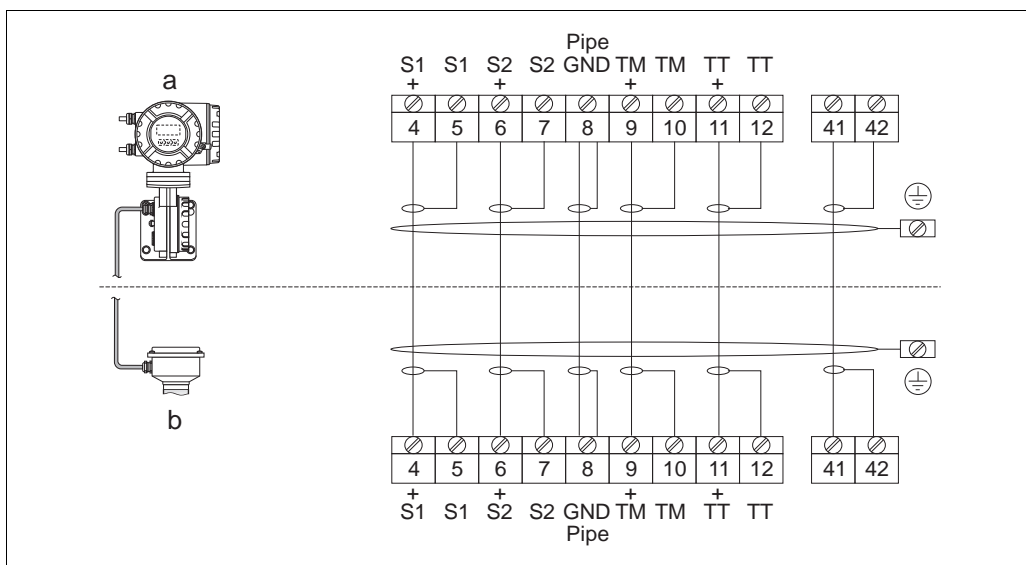 Pipe
S1 S1 S2 S2 GND TM TM TT TT
+ + + +
a
4 5 6 7 8 9 10 11 12 41 42
b
4 5 6 7 8 9 10 11 12 41 42
+ + + +
S1 S1 S2 S2 GND TM TM TT TT
Pipe